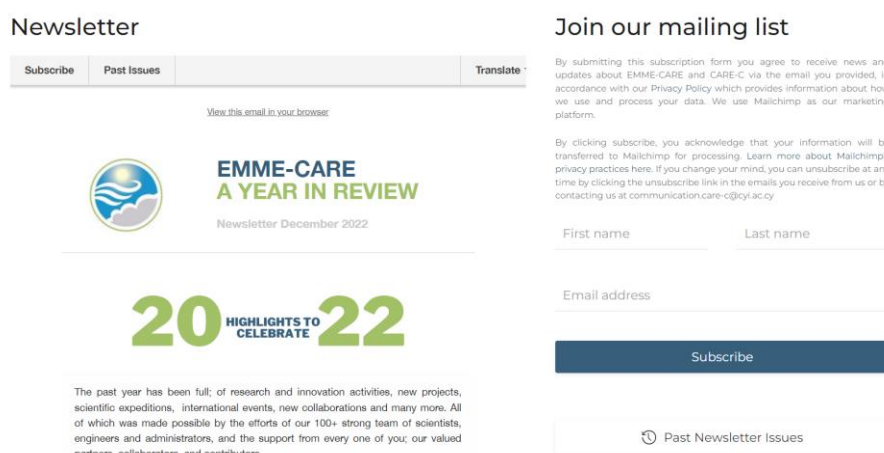 Newsletter
Subscribe Past Issues Translate
View this email in your browser
EMME-CARE
A YEAR IN REVIEW
Newsletter December 2022
20 HIGHLIGHTS TO CELEBRATE 22
The past year has been full; of research and innovation activities, new projects,
scientific expeditions, international events, new collaborations and many more. All
of which was made possible by the efforts of our 100+ strong team of scientists,
engineers and administrators, and the support from every one of you; our valued
partners, collaborators, and contributors.
Join our mailing list
By submitting this subscription form you agree to receive news and
updates about EMME-CARE and CARE-C via the email you provided, i
accordance with our Privacy Policy which provides information about how
we use and process your data. We use Mailchimp as our marketin
platform.
By clicking subscribe, you acknowledge that your information will b
transferred to Mailchimp for processing. Learn more about Mailchimp
privacy practices here. If you change your mind, you can unsubscribe at an
time by clicking the unsubscribe link in the emails you receive from us or b
contacting us at communication.care-c@cyi.ac.cy
First name Last name
Email address
Subscribe
Past Newsletter Issues